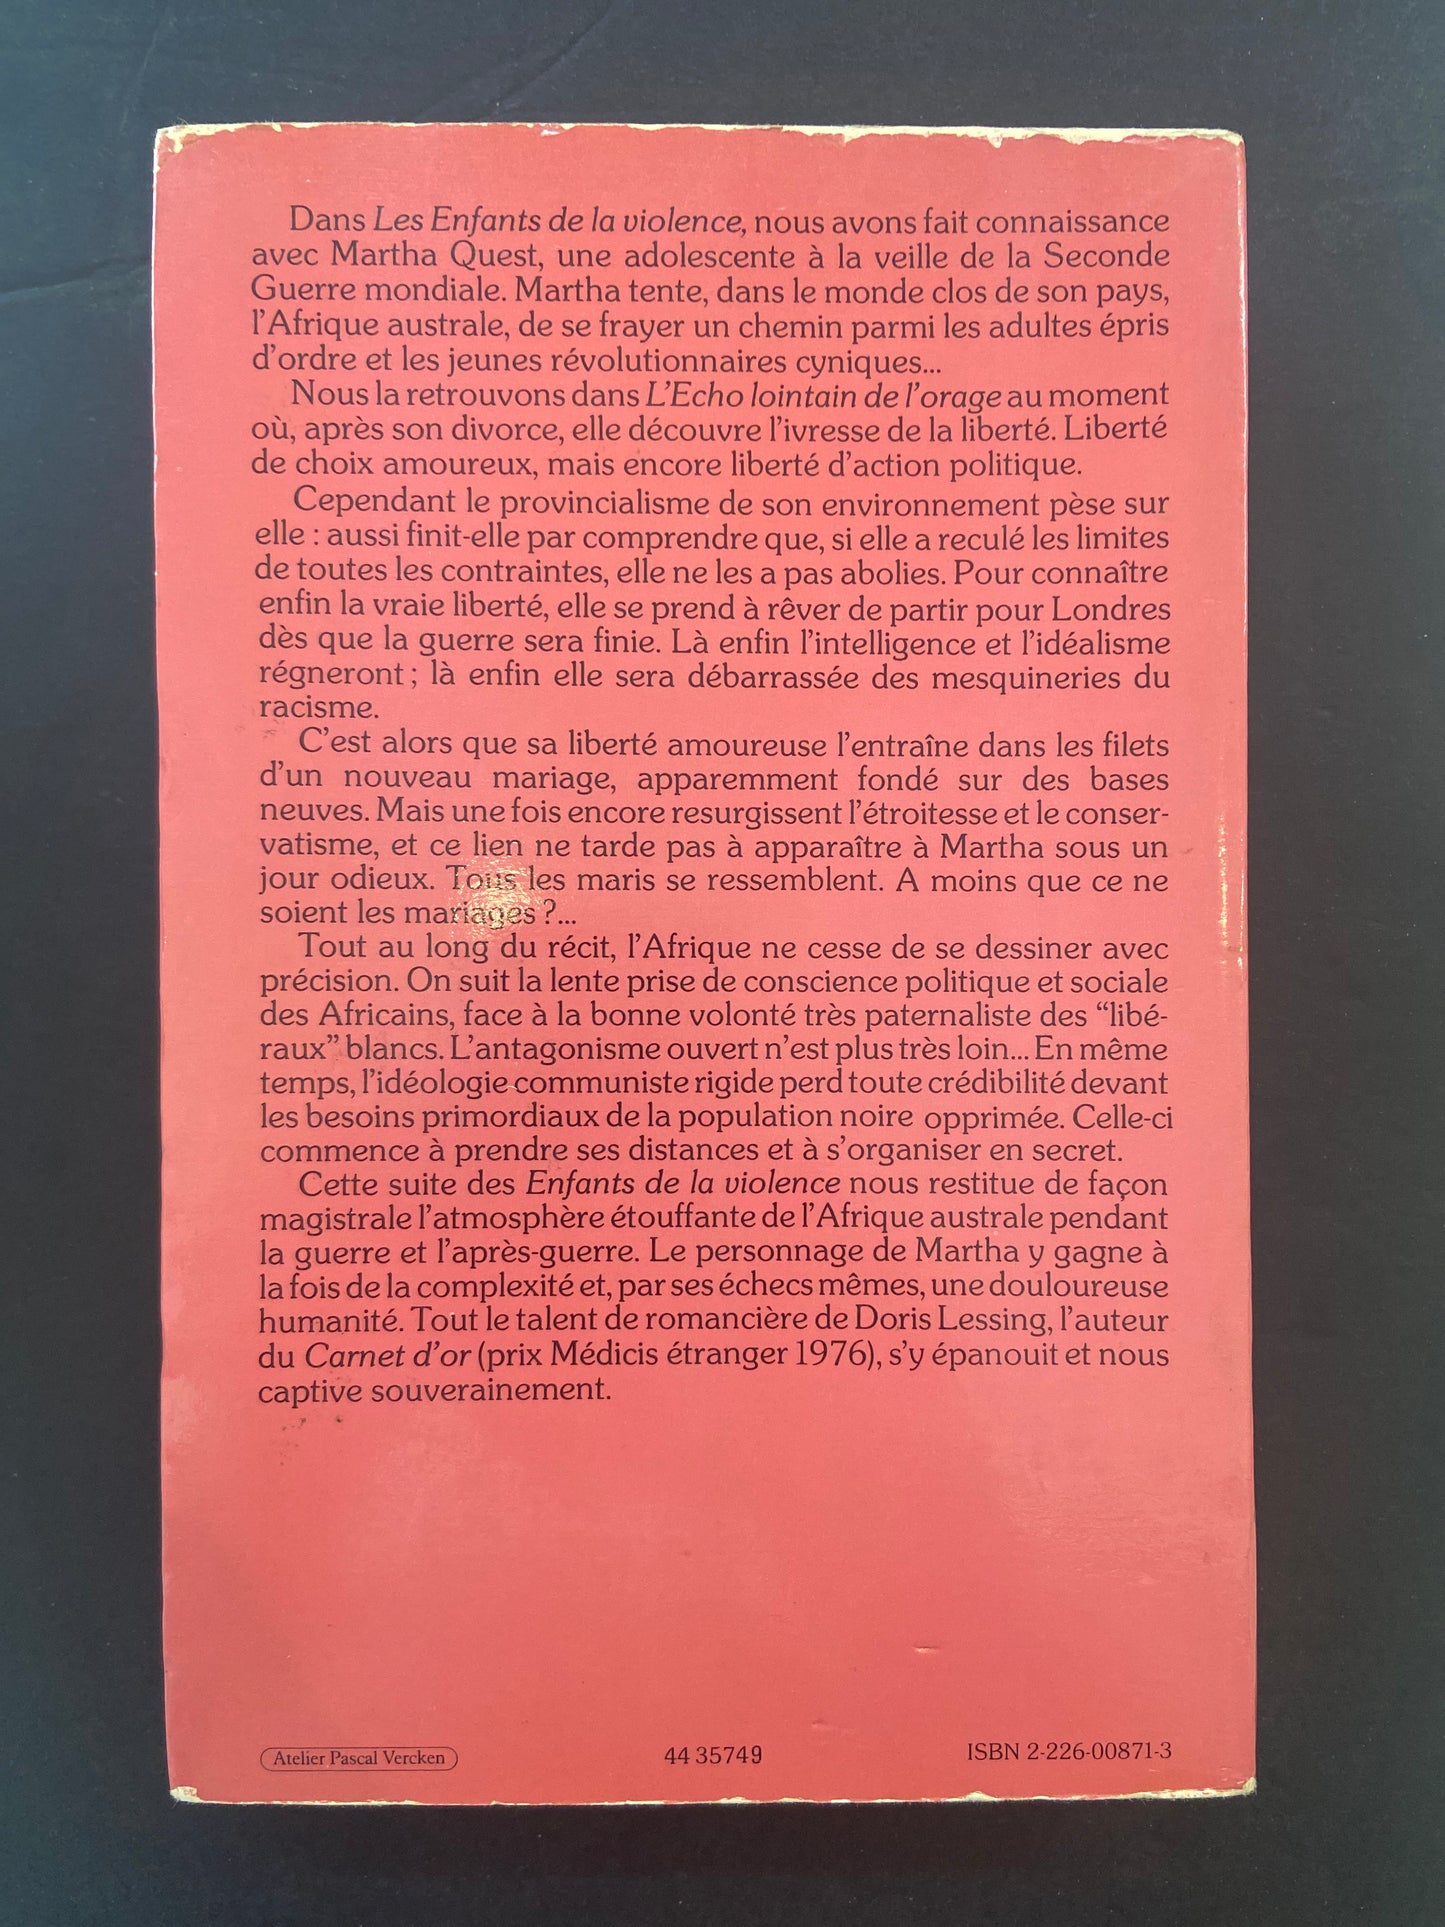 Dans Les Enfants de la violence, nous avons fait connaissance
avec Martha Quest, une adolescente à la veille de la Seconde
Guerre mondiale. Martha tente, dans le monde clos de son pays,
l'Afrique australe, de se frayer un chemin parmi les adultes épris
d'ordre et les jeunes révolutionnaires cyniques...
Nous la retrouvons dans L'Echo lointain de l'orage au moment
où, après son divorce, elle découvre l'ivresse de la liberté. Liberté
de choix amoureux, mais encore liberté d'action politique.
Cependant le provincialisme de son environnement pèse sur
elle : aussi finit-elle par comprendre que, si elle a reculé les limites
de toutes les contraintes, elle ne les a pas abolies. Pour connaître
enfin la vraie liberté, elle se prend à rêver de partir pour Londres
dès que la guerre sera finie. Là enfin l'intelligence et l'idéalisme
régneront ; là enfin elle sera débarrassée des mesquineries du
racisme.
C'est alors que sa liberté amoureuse l'entraîne dans les filets
d'un nouveau mariage, apparemment fondé sur des bases
neuves. Mais une fois encore resurgissent l'étroitesse et le conser-
vatisme, et ce lien ne tarde pas à apparaître à Martha sous un
jour odieux. Tous les maris se ressemblent. A moins que ce ne
soient les mariages ?...
Tout au long du récit, l'Afrique ne cesse de se dessiner avec
précision. On suit la lente prise de conscience politique et sociale
des Africains, face à la bonne volonté très paternaliste des “libé-
raux” blancs. L'antagonisme ouvert n'est plus très loin... En même
temps, l'idéologie communiste rigide perd toute crédibilité devant
les besoins primordiaux de la population noire opprimée. Celle-ci
commence à prendre ses distances et à s'organiser en secret.
Cette suite des Enfants de la violence nous restitue de façon
magistrale l'atmosphère étouffante de l'Afrique australe pendant
la guerre et l'après-guerre. Le personnage de Martha y gagne à
la fois de la complexité et, par ses échecs mêmes, une douloureuse
humanité. Tout le talent de romancière de Doris Lessing, l'auteur
du Carnet d'or (prix Médicis étranger 1976), s'y épanouit et nous
captive souverainement.
Atelier Pascal Vercken
44 35749
ISBN 2-226-00871-3